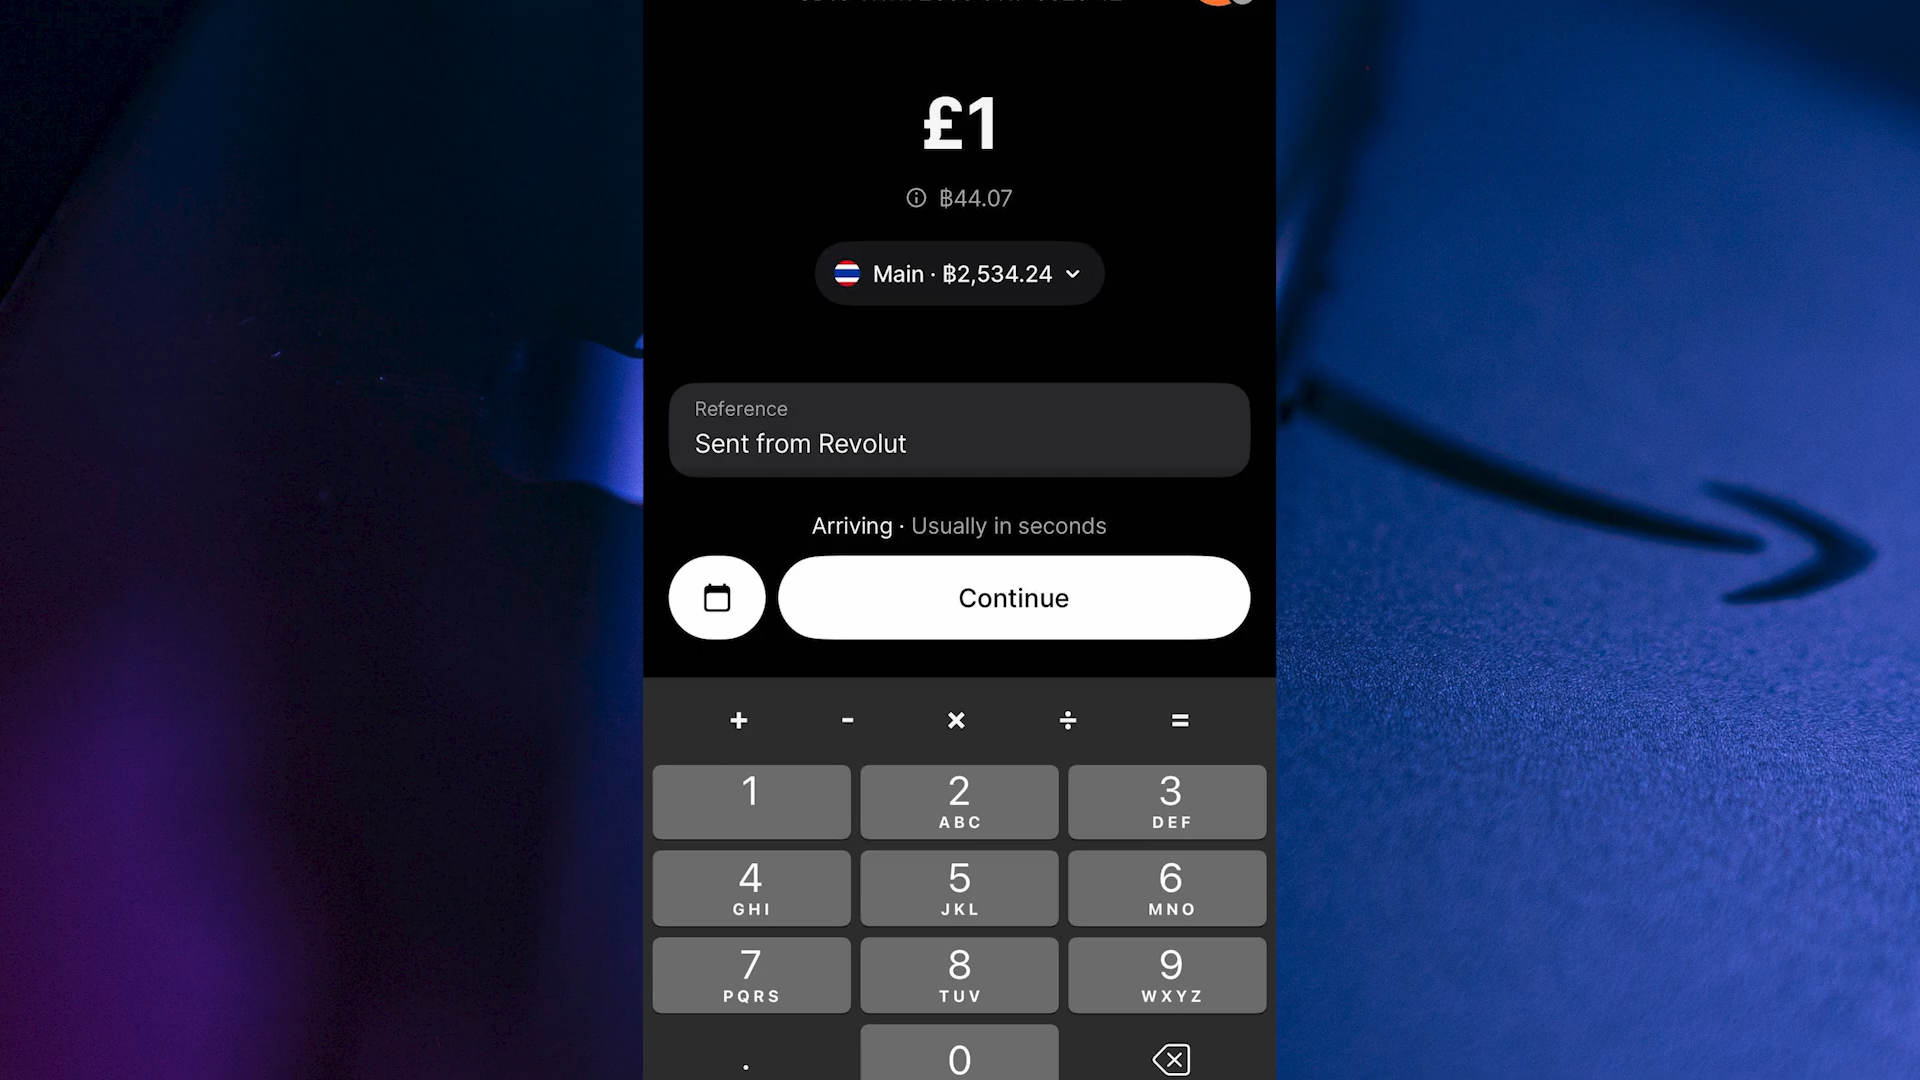 £1
฿44.07
Main · ฿2,534.24
Reference
Sent from Revolut
Arriving · Usually in seconds
Continue
+ - × ÷ =
1 2 3
ABC DEF
4 5 6
GHI JKL MNO
7 8 9
PQRS TUV WXYZ
. 0